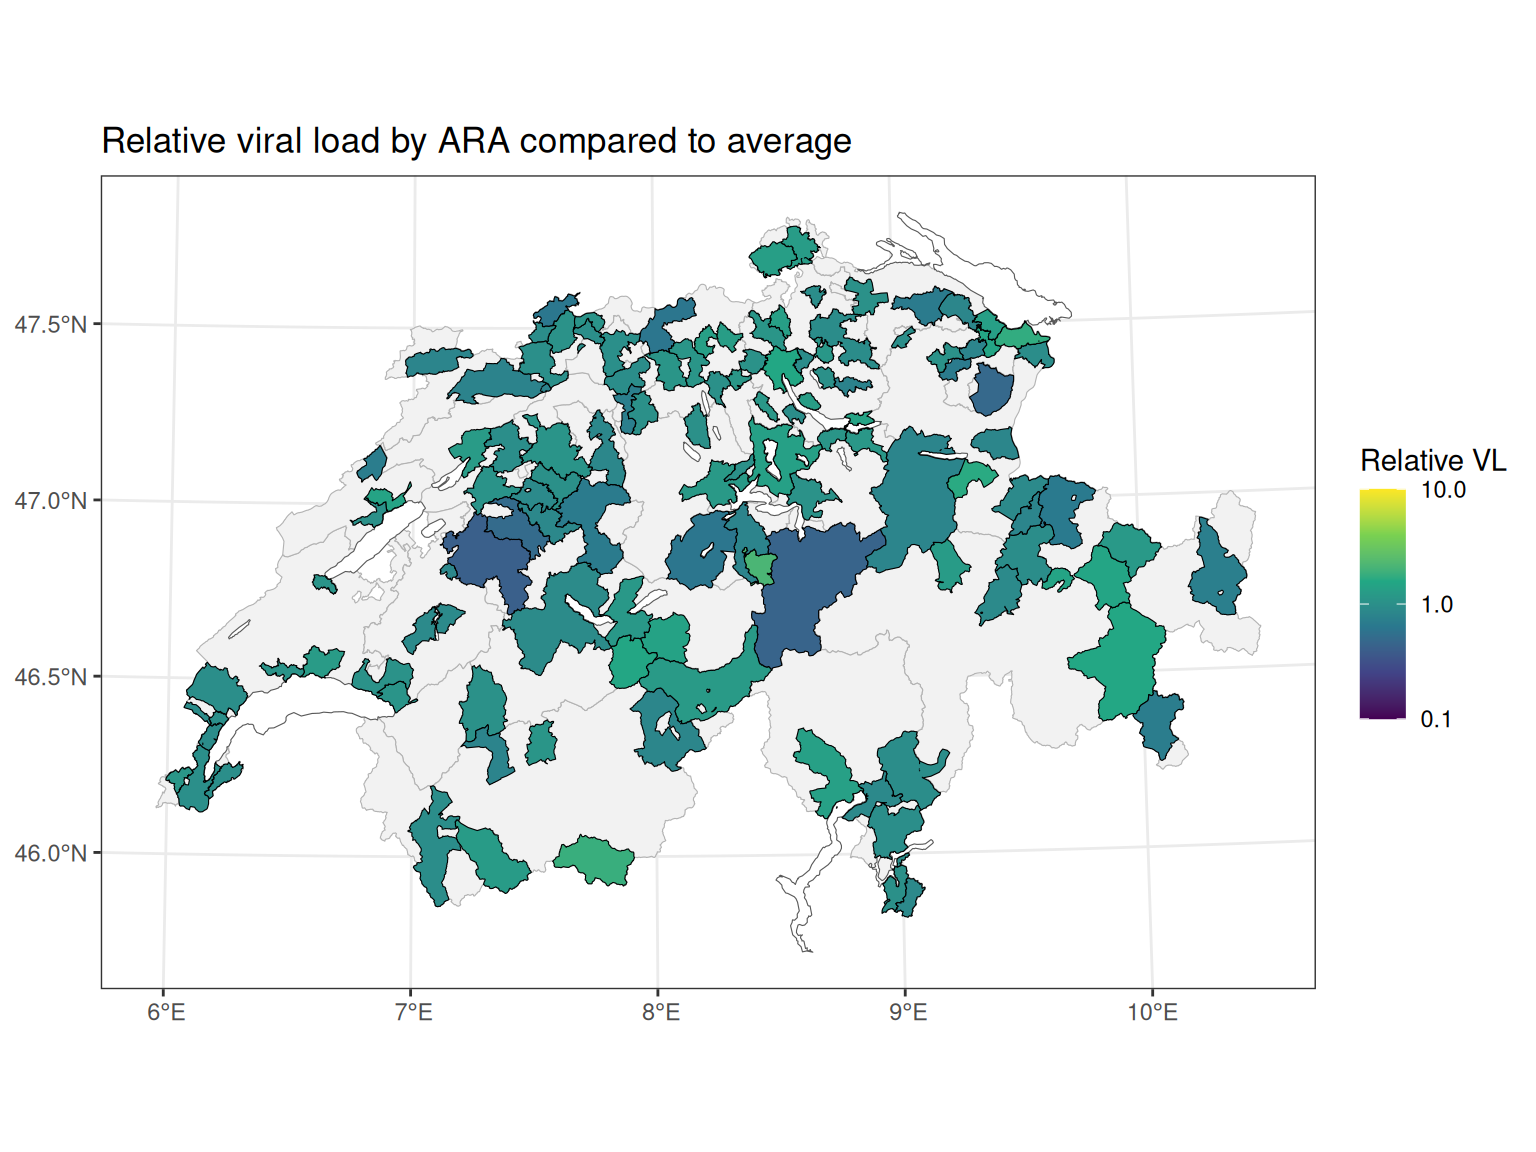 Relative viral load by ARA compared to average
47.5°N
47.0°N
46.5°N
46.0°N
6°E
7°E
8°E
9°E
10°E
Relative VL
10.0
1.0
0.1